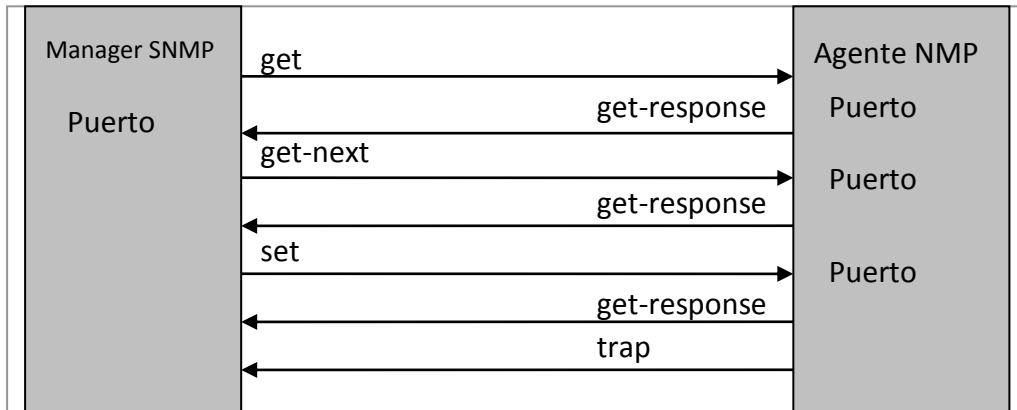 Manager SNMP
Puerto
get
get-response
get-next
get-response
set
get-response
trap
Agente NMP
Puerto
Puerto
Puerto